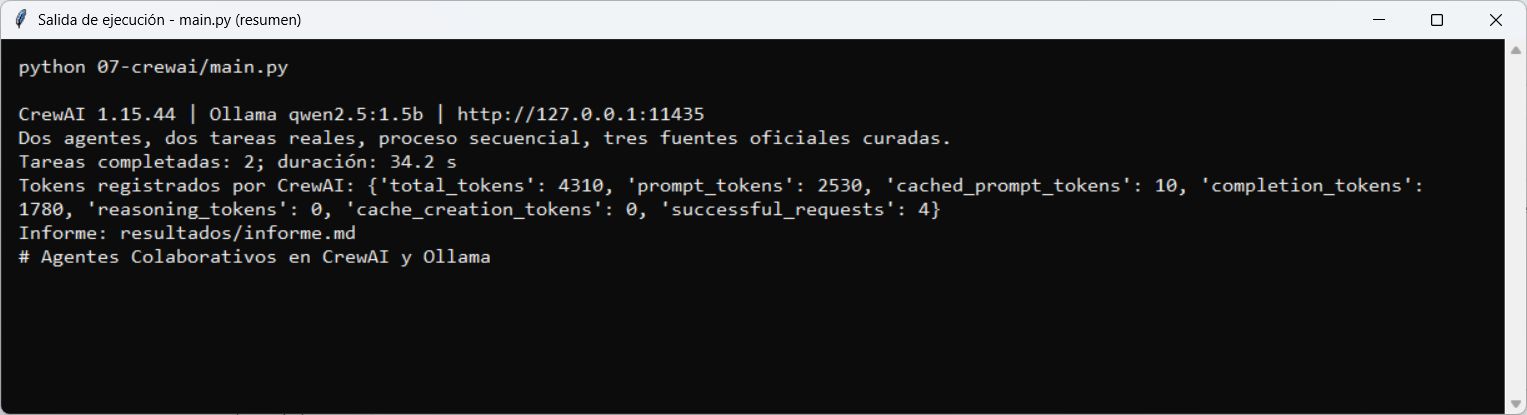 Salida de ejecución - main.py (resumen)
python 07-crewai/main.py
CrewAI 1.15.44 | Ollama qwen2.5:1.5b | http://127.0.0.1:11435
Dos agentes, dos tareas reales, proceso secuencial, tres fuentes oficiales curadas.
Tareas completadas: 2; duración: 34.2 s
Tokens registrados por CrewAI: {'total_tokens': 4310, 'prompt_tokens': 2530, 'cached_prompt_tokens': 10, 'completion_tokens':
1780, 'reasoning_tokens': 0, 'cache_creation_tokens': 0, 'successful_requests': 4}
Informe: resultados/informe.md
# Agentes Colaborativos en CrewAI y Ollama